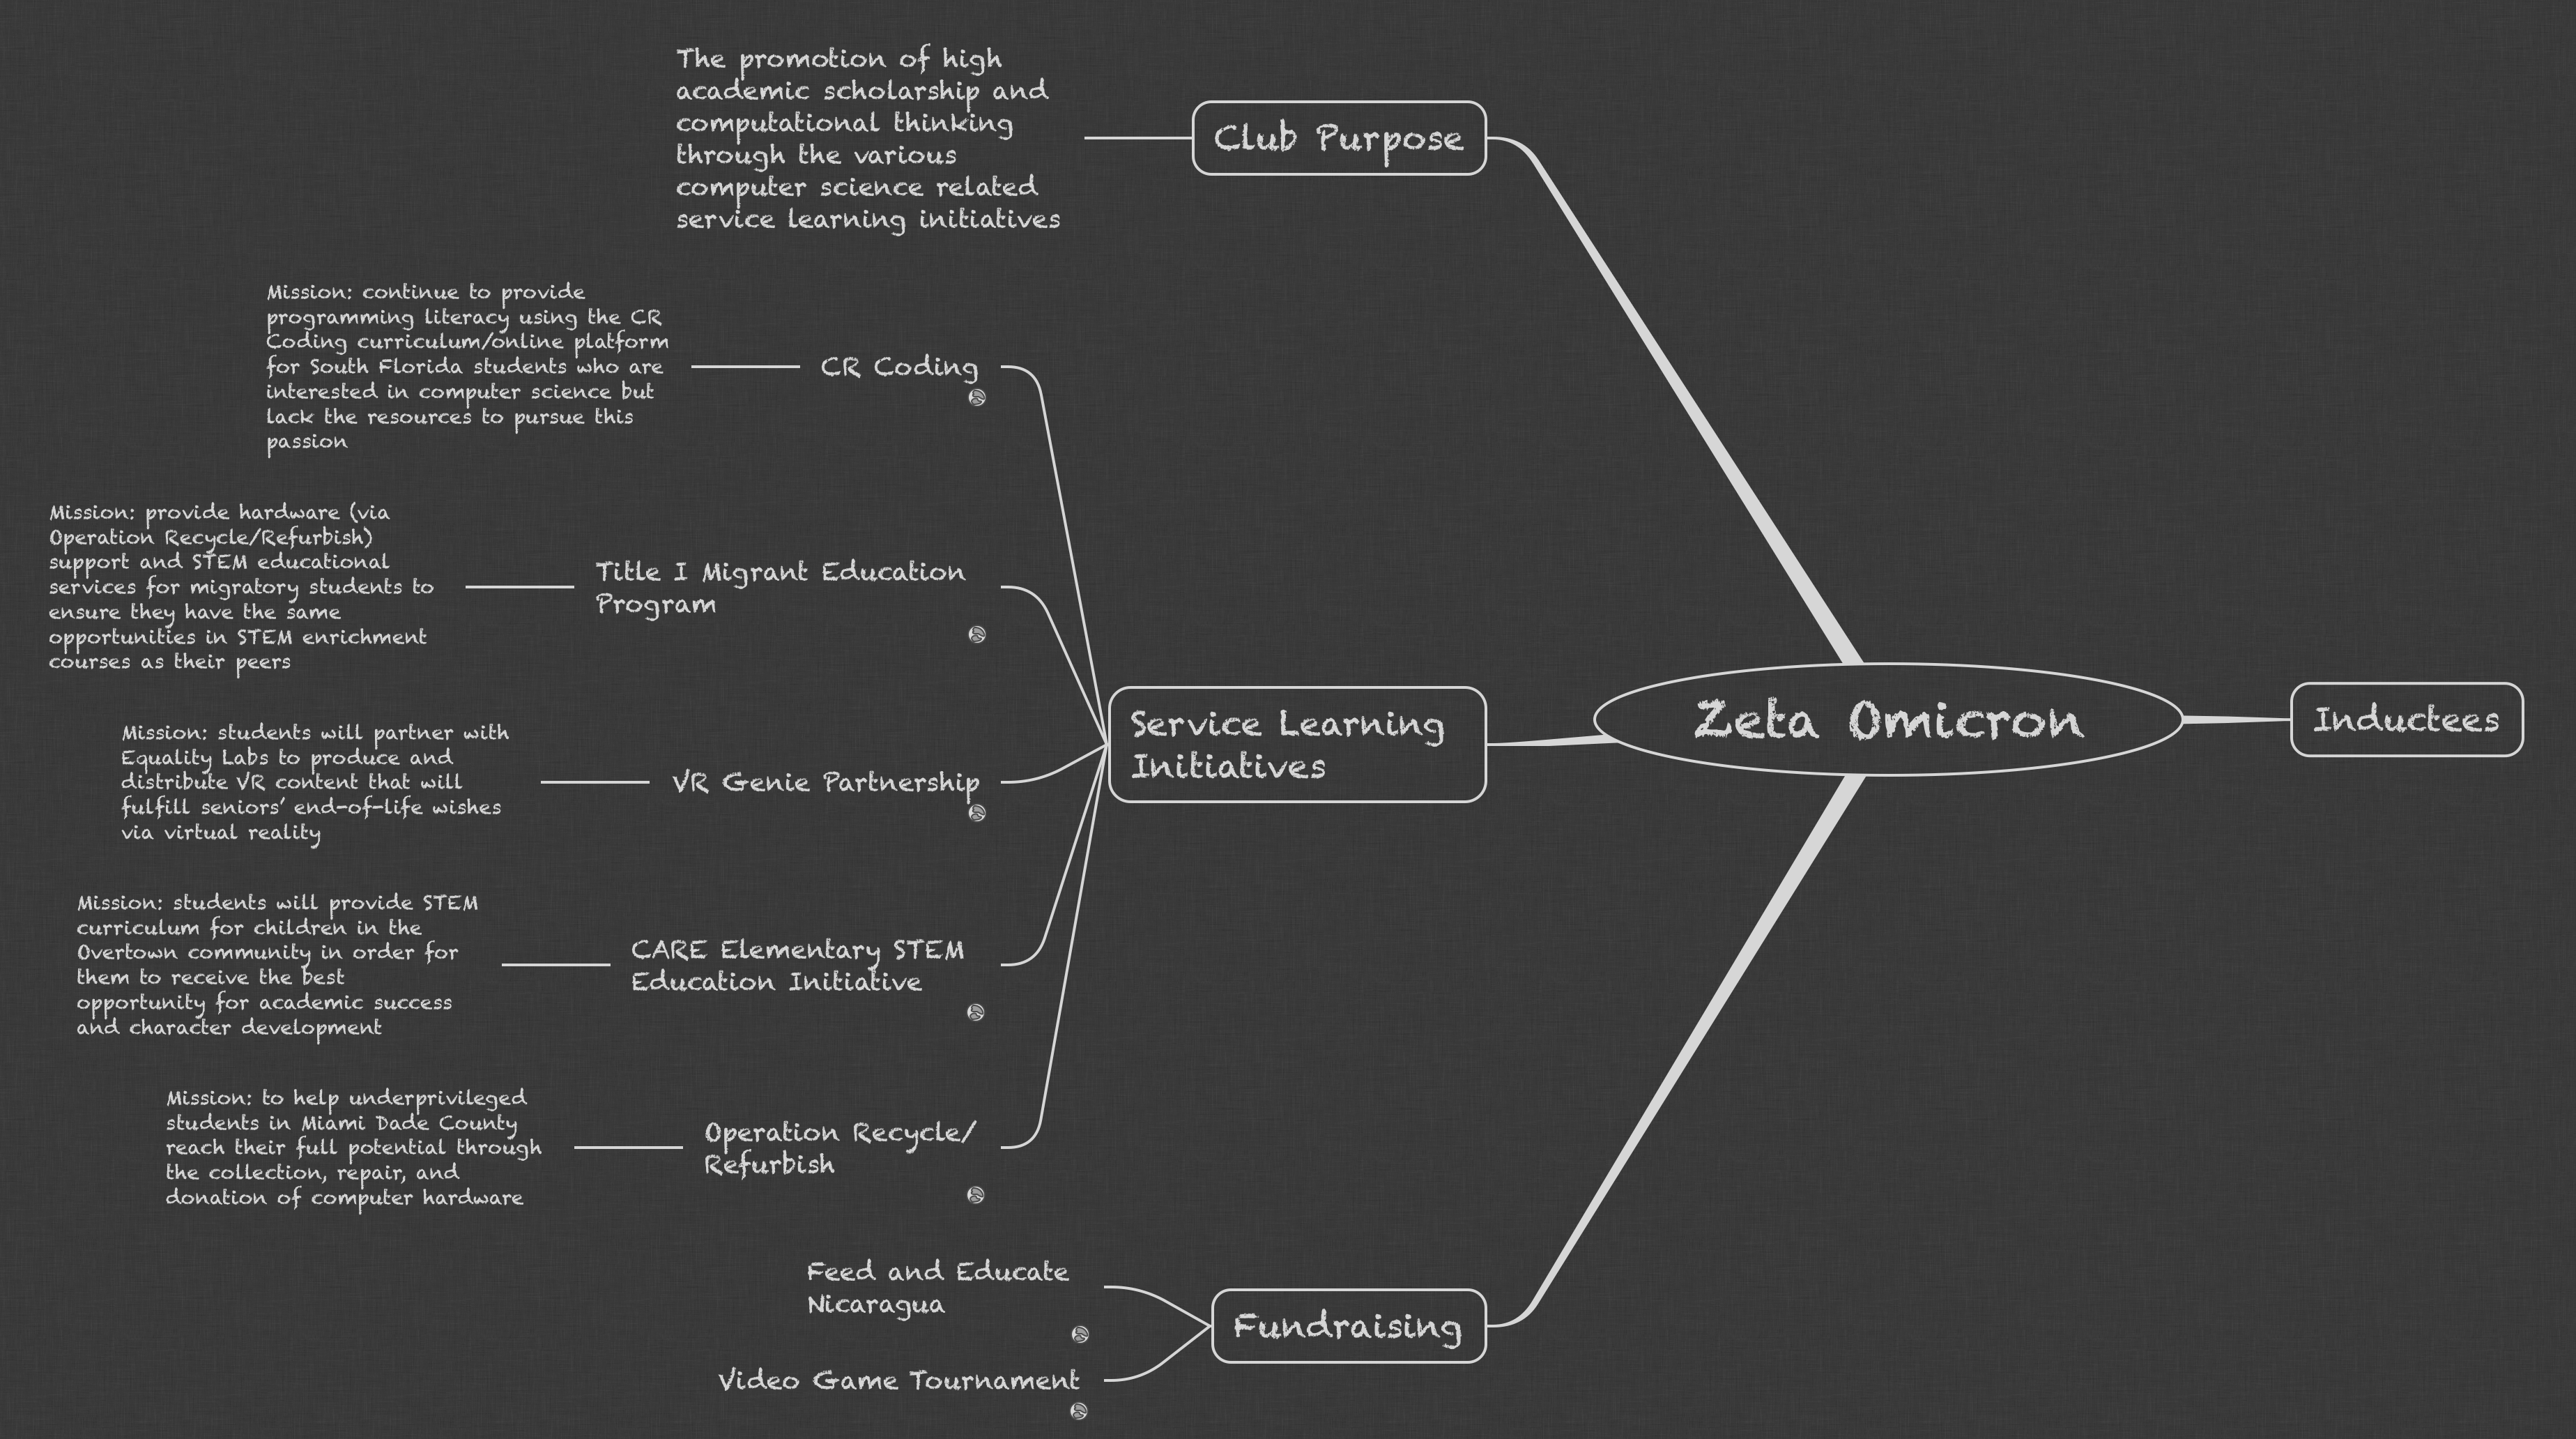 The promotion of high
academic scholarship and
computational thinking
through the various
computer science related
service learning initiatives
Club Purpose
Mission: continue to provide
programming literacy using the CR
Coding curriculum/online platform
for South Florida students who are
interested in computer science but
lack the resources to pursue this
passion
CR Coding
Mission: provide hardware (via
Operation Recycle/Refurbish)
support and STEM educational
services for migratory students to
ensure they have the same
opportunities in STEM enrichment
courses as their peers
Title I Migrant Education
Program
Mission: students will partner with
Equality Labs to produce and
distribute VR content that will
fulfill seniors' end-of-life wishes
via virtual reality
VR Genie Partnership
Service Learning
Initiatives
Zeta Omicron
Inductees
Mission: students will provide STEM
curriculum for children in the
Overtown community in order for
them to receive the best
opportunity for academic success
and character development
CARE Elementary STEM
Education Initiative
Mission: to help underprivileged
students in Miami Dade County
reach their full potential through
the collection, repair, and
donation of computer hardware
Operation Recycle/
Refurbish
Feed and Educate
Nicaragua
Video Game Tournament
Fundraising